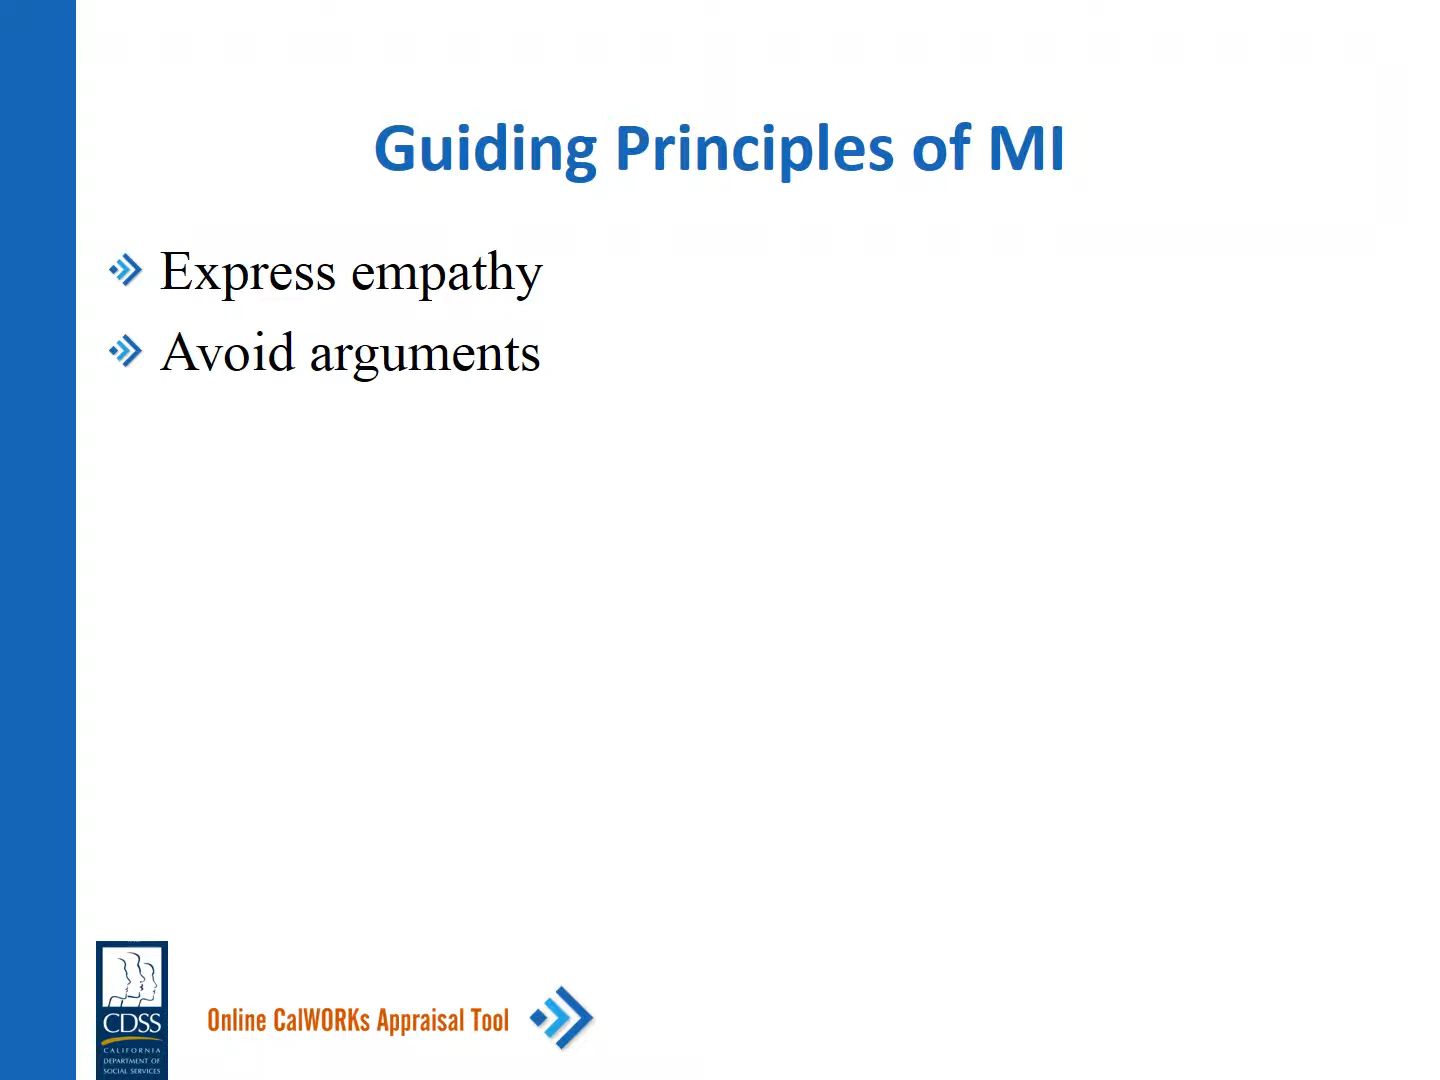 Guiding Principles of MI
Express empathy
Avoid arguments
CDSS
CALIFORNIA
DEPARTMENT OF
SOCIAL SERVICES
Online CalWORKs Appraisal Tool